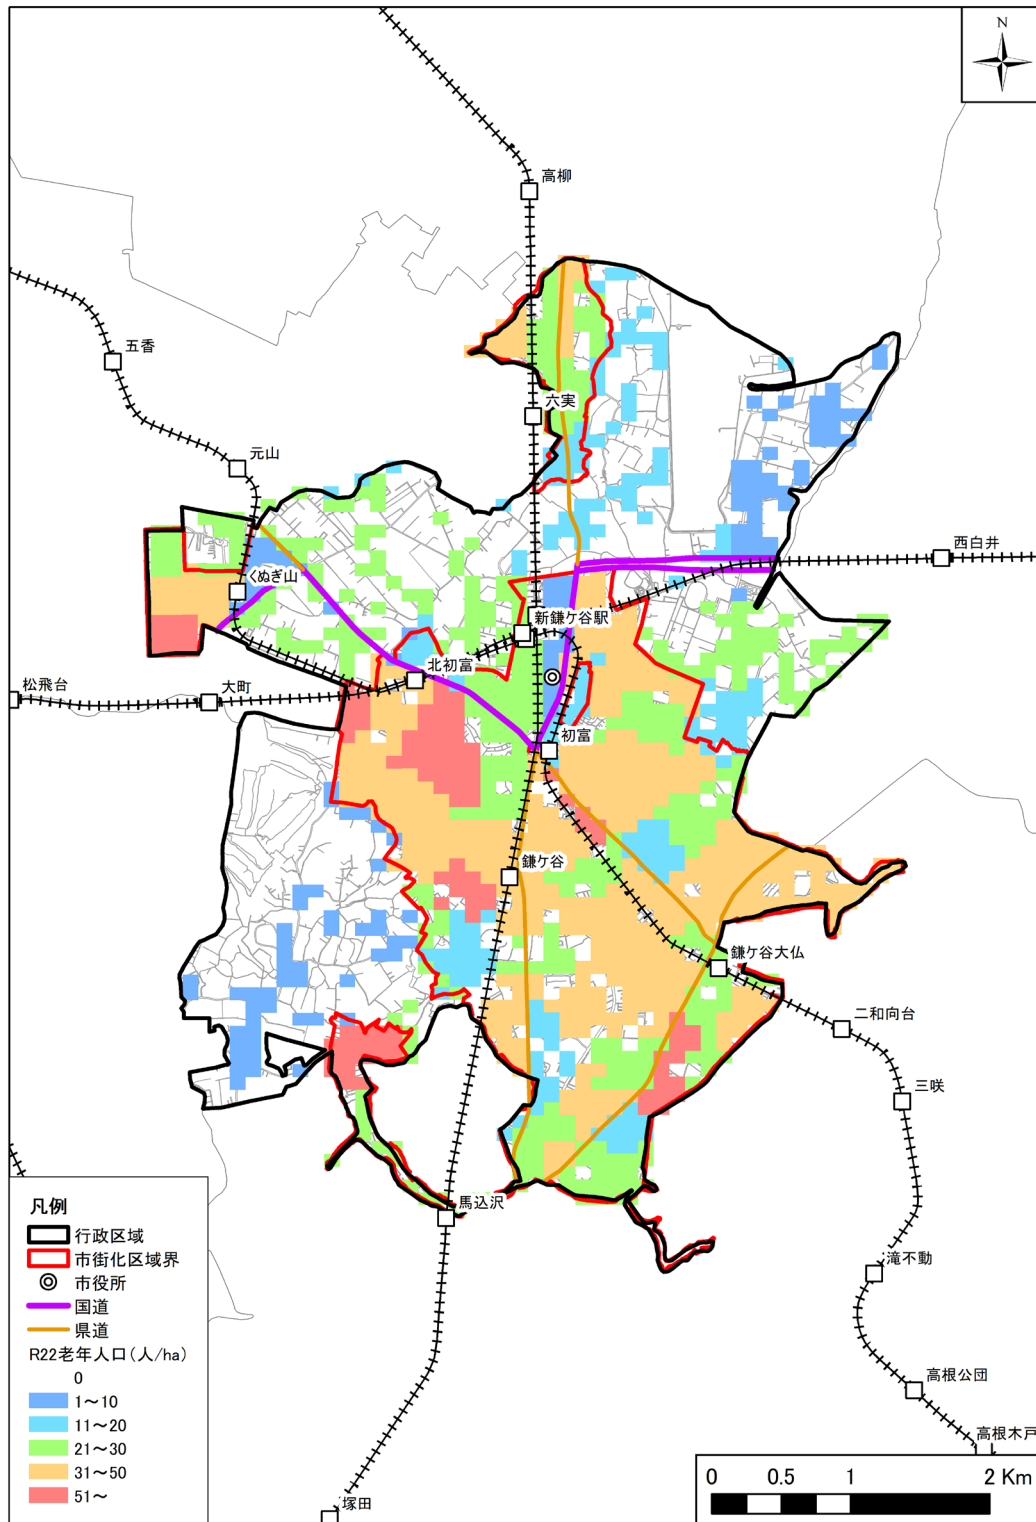 N
高柳
五香
六実
元山
西白井
くぬぎ山
新鎌ケ谷駅
北初富
松飛台
大町
初富
鎌ケ谷
鎌ケ谷大仏
二和向台
三咲
馬込沢
滝不動
高根公団
高根木戸
塚田
凡例
行政区域
市街化区域界
市役所
国道
県道
R22老年人口(人/ha)
0
1～10
11～20
21～30
31～50
51～
0 0.5 1 2 Km